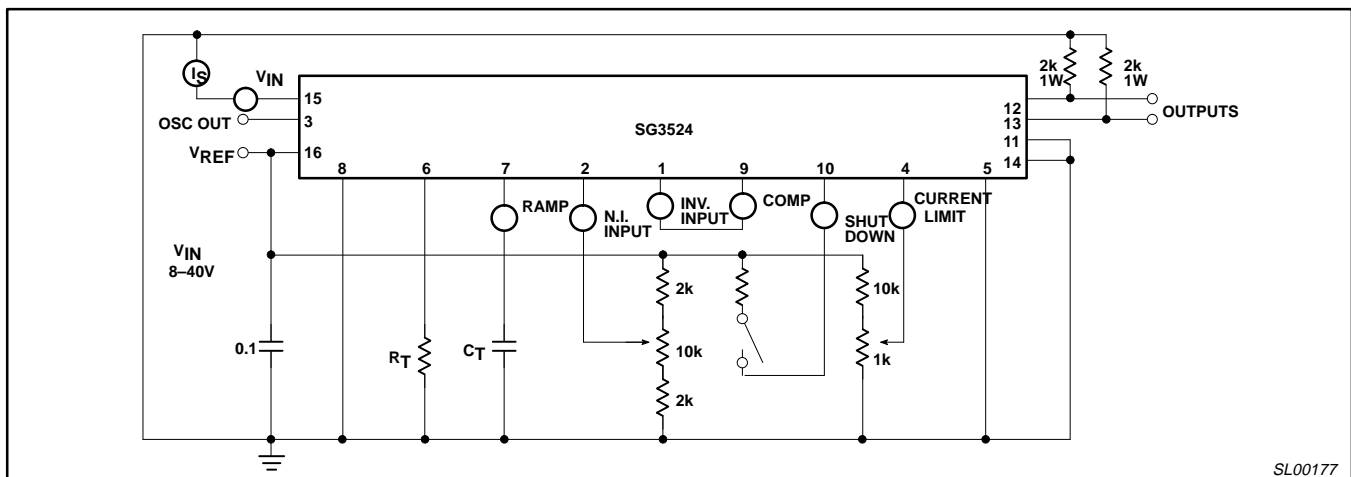 2k
1W
2k
1W
IS
VIN
15
12
OUTPUTS
OSC OUT
3
SG3524
13
11
VREF
16
14
8
6
7
2
1
9
10
4
5
RAMP
N.I.
INPUT
INV.
INPUT
COMP
SHUT
DOWN
CURRENT
LIMIT
VIN
8–40V
2k
10k
0.1
RT
CT
10k
1k
2k
SL00177